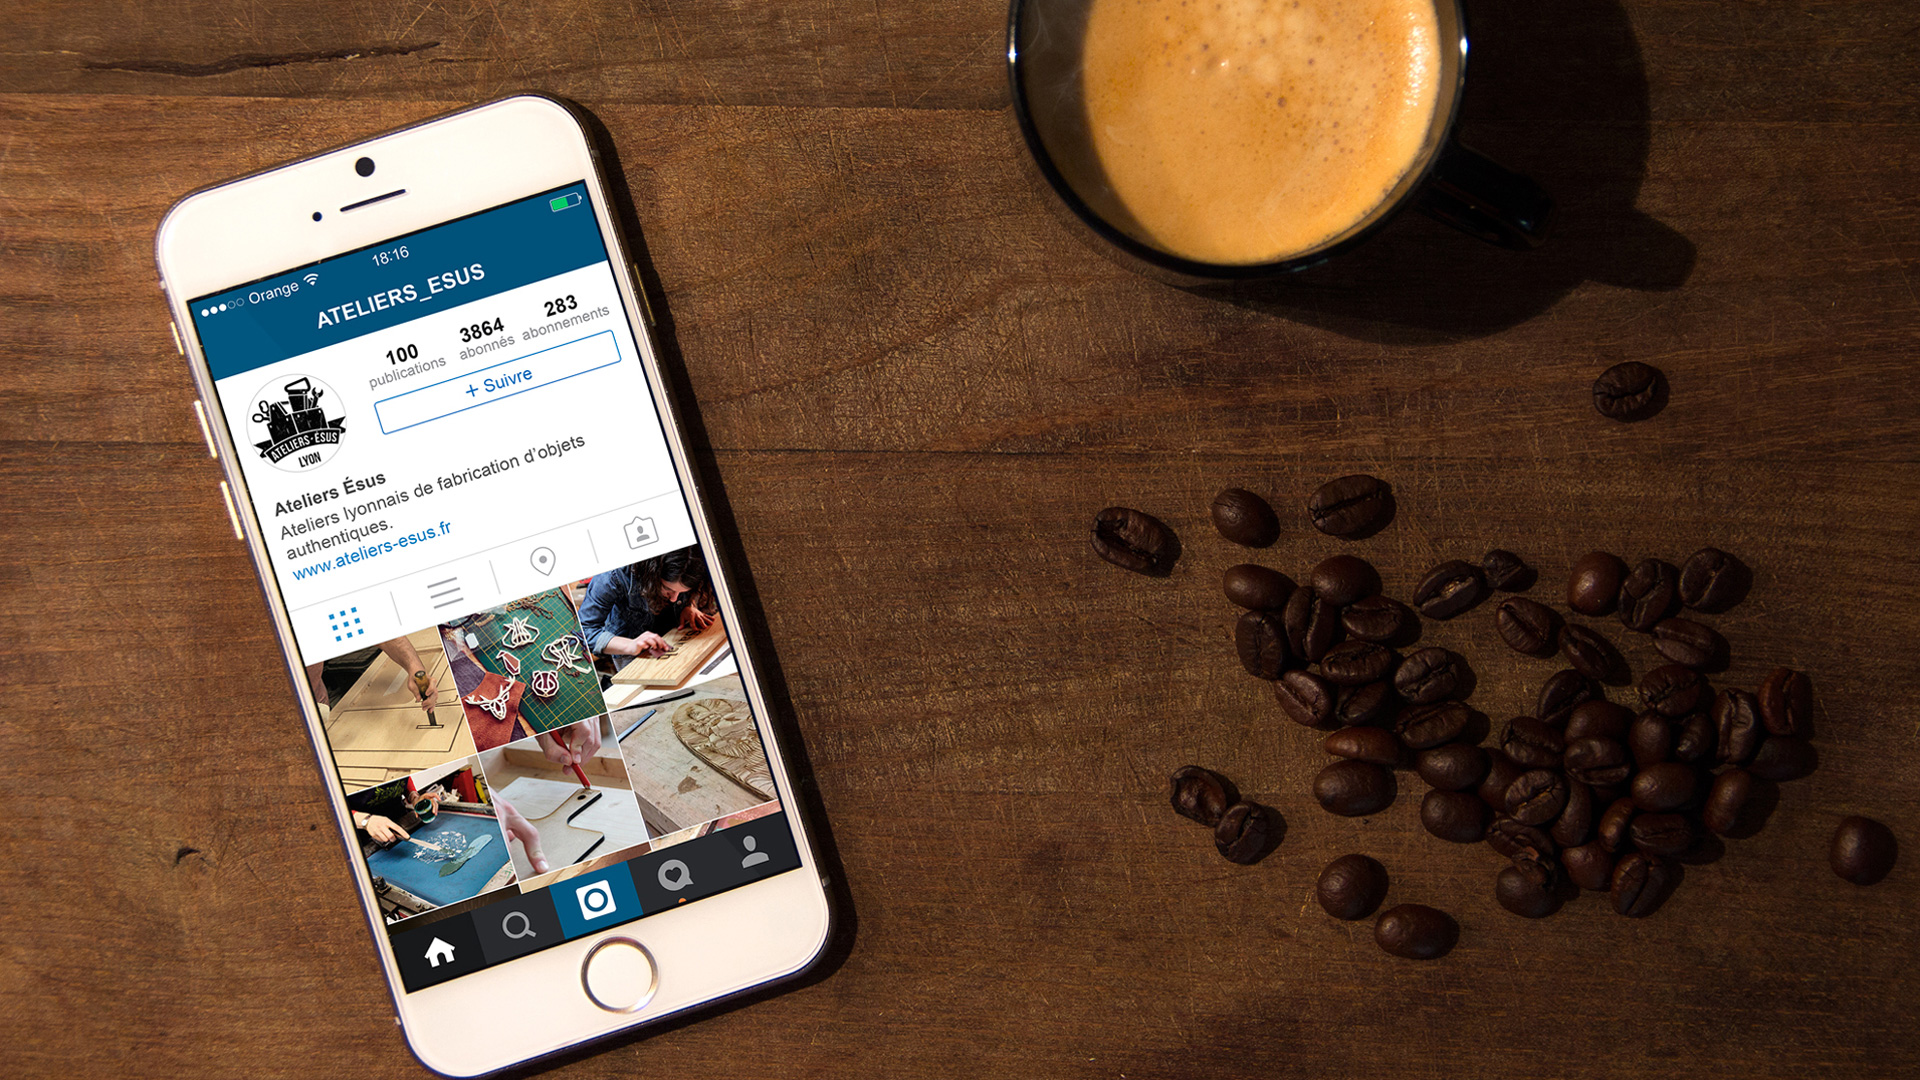 Orange 18:16
ATELIERS_ESUS
100 3864 283
publications abonnés abonnements
+ Suivre
ATELIERS-ÉSUS
LYON
Ateliers Ésus
Ateliers lyonnais de fabrication d'objets
authentiques.
www.ateliers-esus.fr